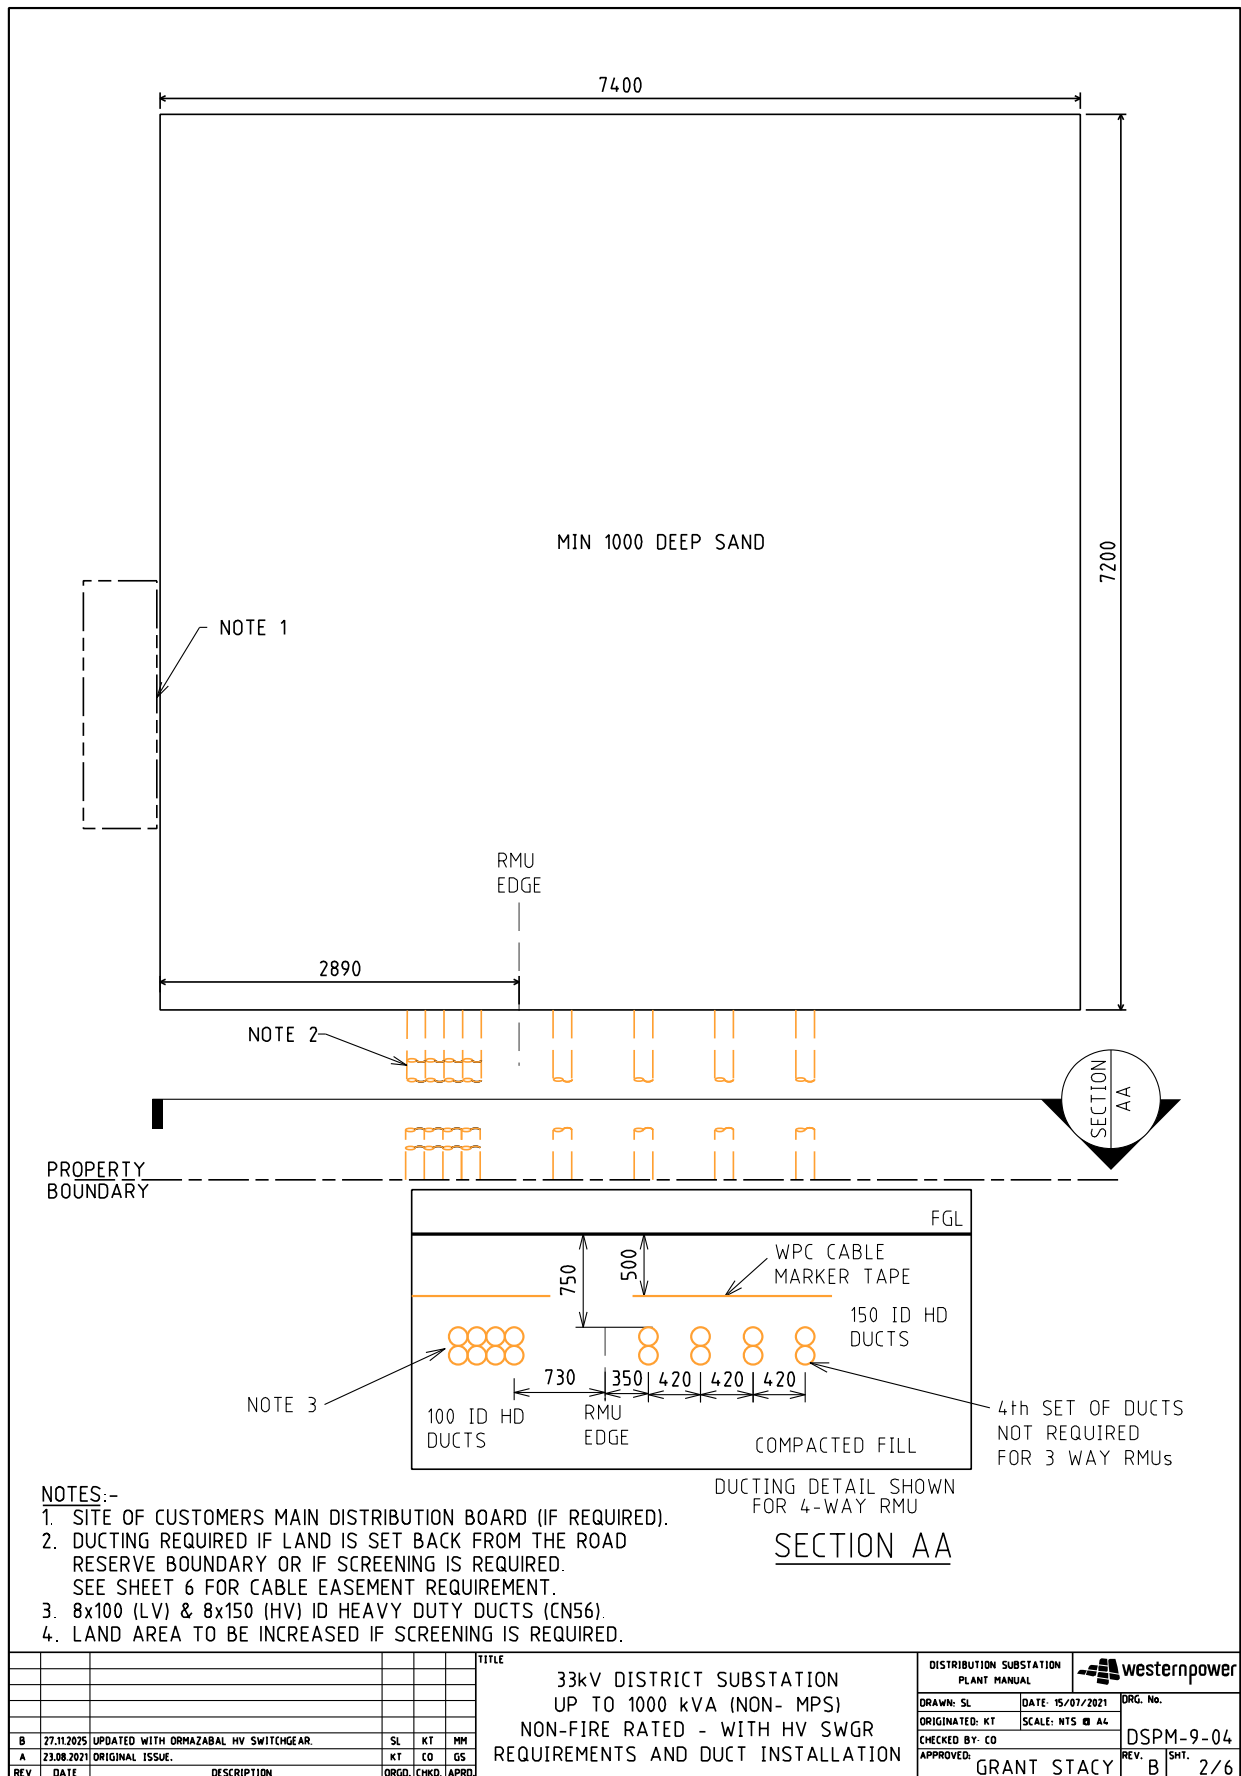 7400
MIN 1000 DEEP SAND
7200
NOTE 1
RMU
EDGE
2890
NOTE 2
SECTION
AA
PROPERTY
BOUNDARY
FGL
WPC CABLE
MARKER TAPE
750
500
150 ID HD
DUCTS
730
350
420
420
420
NOTE 3
100 ID HD
DUCTS
RMU
EDGE
COMPACTED FILL
4th SET OF DUCTS
NOT REQUIRED
FOR 3 WAY RMUs
DUCTING DETAIL SHOWN
FOR 4-WAY RMU
SECTION AA
NOTES:-
1. SITE OF CUSTOMERS MAIN DISTRIBUTION BOARD (IF REQUIRED).
2. DUCTING REQUIRED IF LAND IS SET BACK FROM THE ROAD
RESERVE BOUNDARY OR IF SCREENING IS REQUIRED.
SEE SHEET 6 FOR CABLE EASEMENT REQUIREMENT.
3. 8x100 (LV) & 8x150 (HV) ID HEAVY DUTY DUCTS (CN56).
4. LAND AREA TO BE INCREASED IF SCREENING IS REQUIRED.
B 27.11.2025 UPDATED WITH ORMAZABAL HV SWITCHGEAR. SL KT MM
A 23.08.2021 ORIGINAL ISSUE. KT CO GS
REV DATE DESCRIPTION ORGD. CHKD. APRD.
TITLE
33kV DISTRICT SUBSTATION
UP TO 1000 kVA (NON- MPS)
NON-FIRE RATED - WITH HV SWGR
REQUIREMENTS AND DUCT INSTALLATION
DISTRIBUTION SUBSTATION
PLANT MANUAL
westernpower
DRAWN: SL DATE: 15/07/2021
ORIGINATED: KT SCALE: NTS @ A4
CHECKED BY: CO
APPROVED: GRANT STACY
DRG. No.
DSPM-9-04
REV. B SHT. 2/6